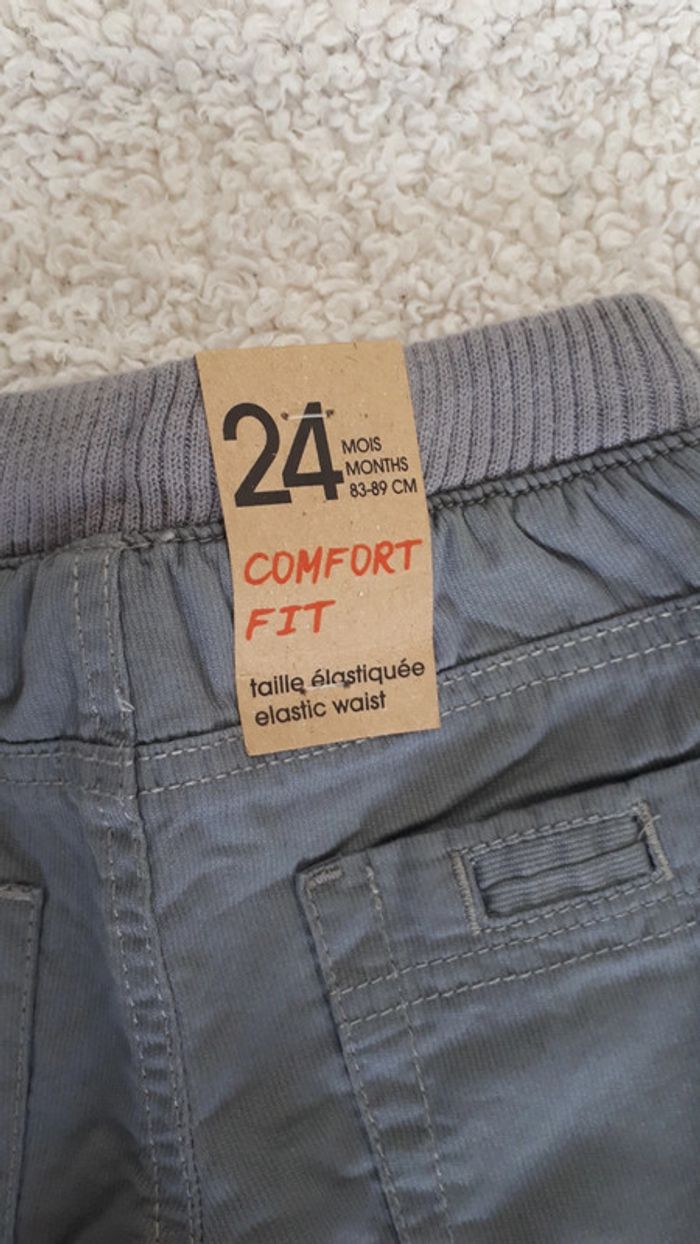 24 MOIS
MONTHS
83-89 CM
COMFORT
FIT
taille élastiquée
elastic waist